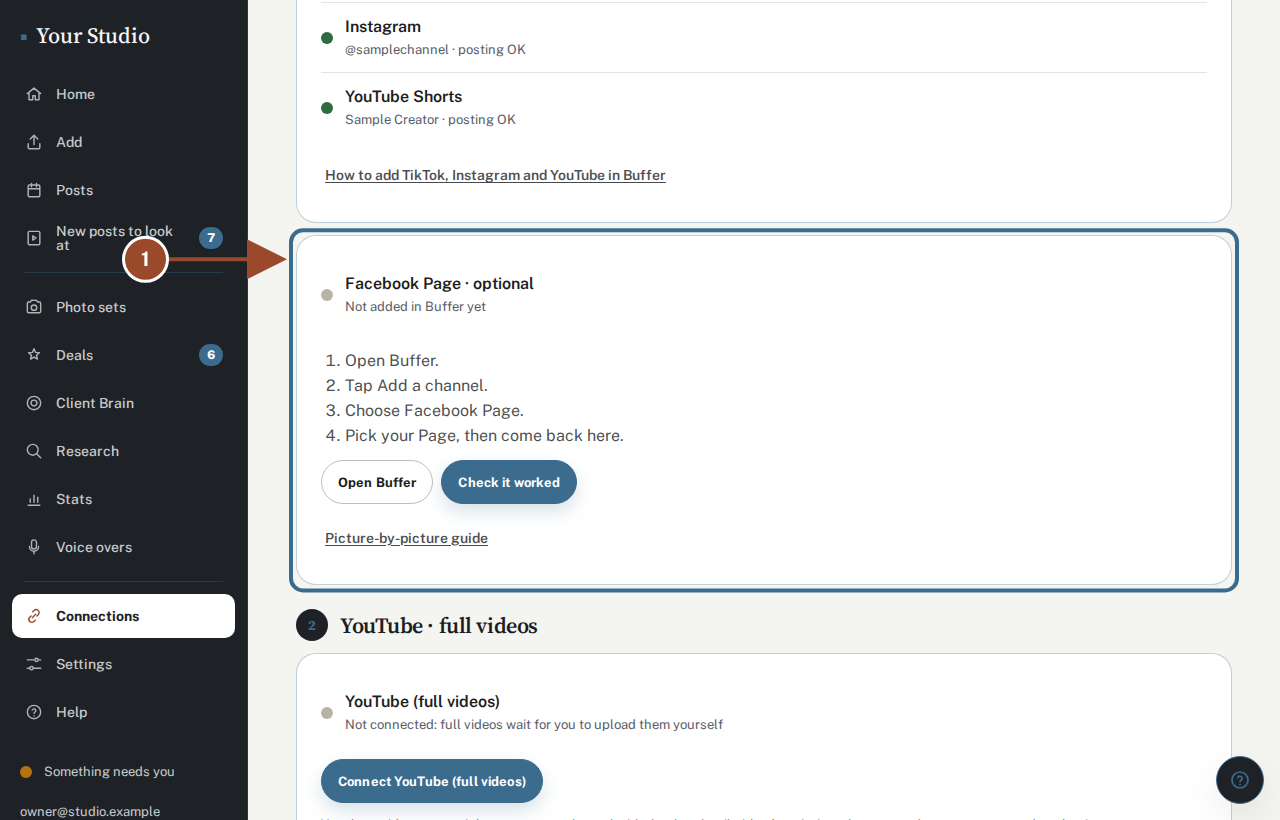 Your Studio
Home
Add
Posts
New posts to look
at
7
1
Photo sets
Deals
6
Client Brain
Research
Stats
Voice overs
Connections
Settings
Help
Something needs you
owner@studio.example
Instagram
@samplechannel · posting OK
YouTube Shorts
Sample Creator · posting OK
How to add TikTok, Instagram and YouTube in Buffer
Facebook Page · optional
Not added in Buffer yet
1. Open Buffer.
2. Tap Add a channel.
3. Choose Facebook Page.
4. Pick your Page, then come back here.
Open Buffer
Check it worked
Picture-by-picture guide
2
YouTube · full videos
YouTube (full videos)
Not connected: full videos wait for you to upload them yourself
Connect YouTube (full videos)